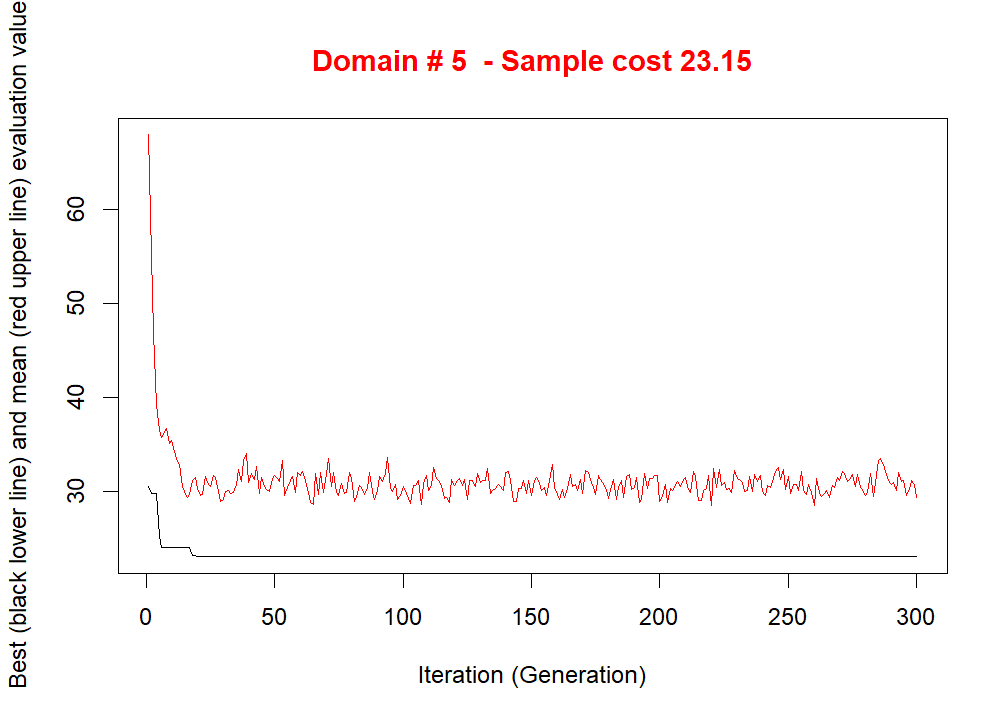 Domain # 5  - Sample cost 23.15
Best (black lower line) and mean (red upper line) evaluation value
60
50
40
30
0 50 100 150 200 250 300
Iteration (Generation)